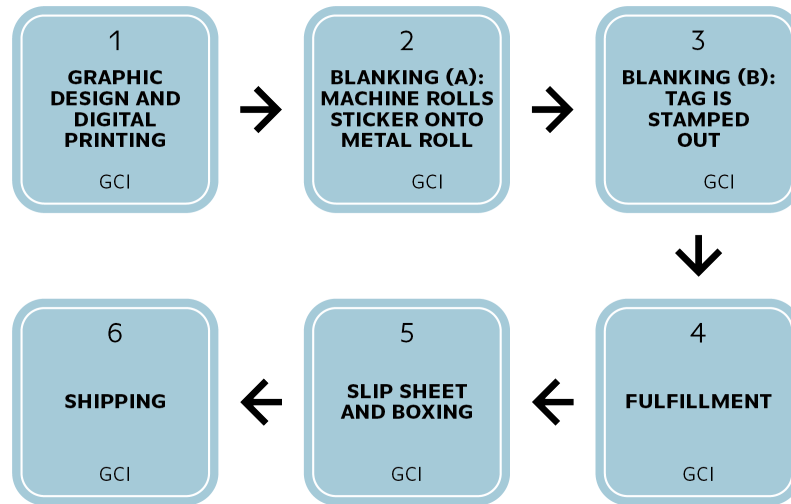 1
GRAPHIC
DESIGN AND
DIGITAL
PRINTING
GCI
2
BLANKING (A):
MACHINE ROLLS
STICKER ONTO
METAL ROLL
GCI
3
BLANKING (B):
TAG IS
STAMPED
OUT
GCI
4
FULFILLMENT
GCI
5
SLIP SHEET
AND BOXING
GCI
6
SHIPPING
GCI